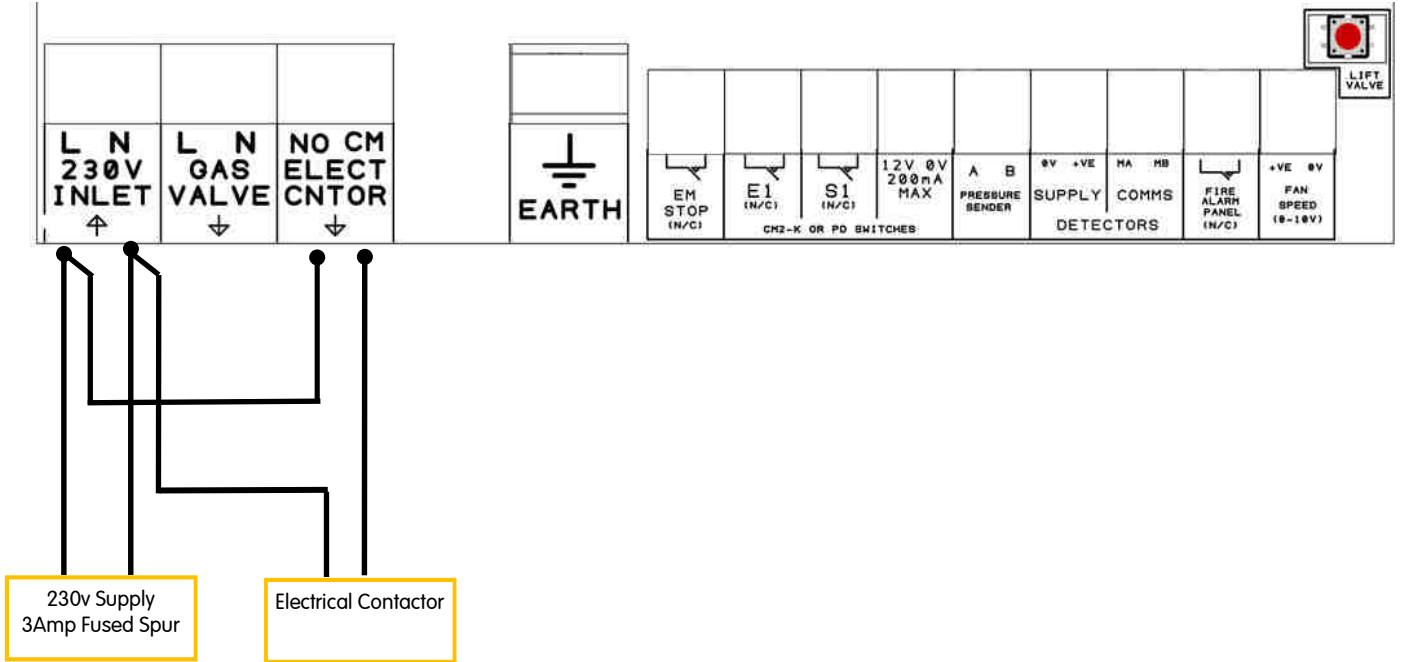 LIFT
VALVE
L N
230V
INLET
L N
GAS
VALVE
NO CM
ELECT
CNTOR
EARTH
EM
STOP
(N/C)
E1
(N/C)
S1
(N/C)
12V 0V
200mA
MAX
CM2-K OR PD SWITCHES
A B
PRESSURE
SENDER
0V +VE
SUPPLY
MA MB
COMMS
DETECTORS
FIRE
ALARM
PANEL
(N/C)
+VE 0V
FAN
SPEED
(0-10V)
230v Supply
3Amp Fused Spur
Electrical Contactor